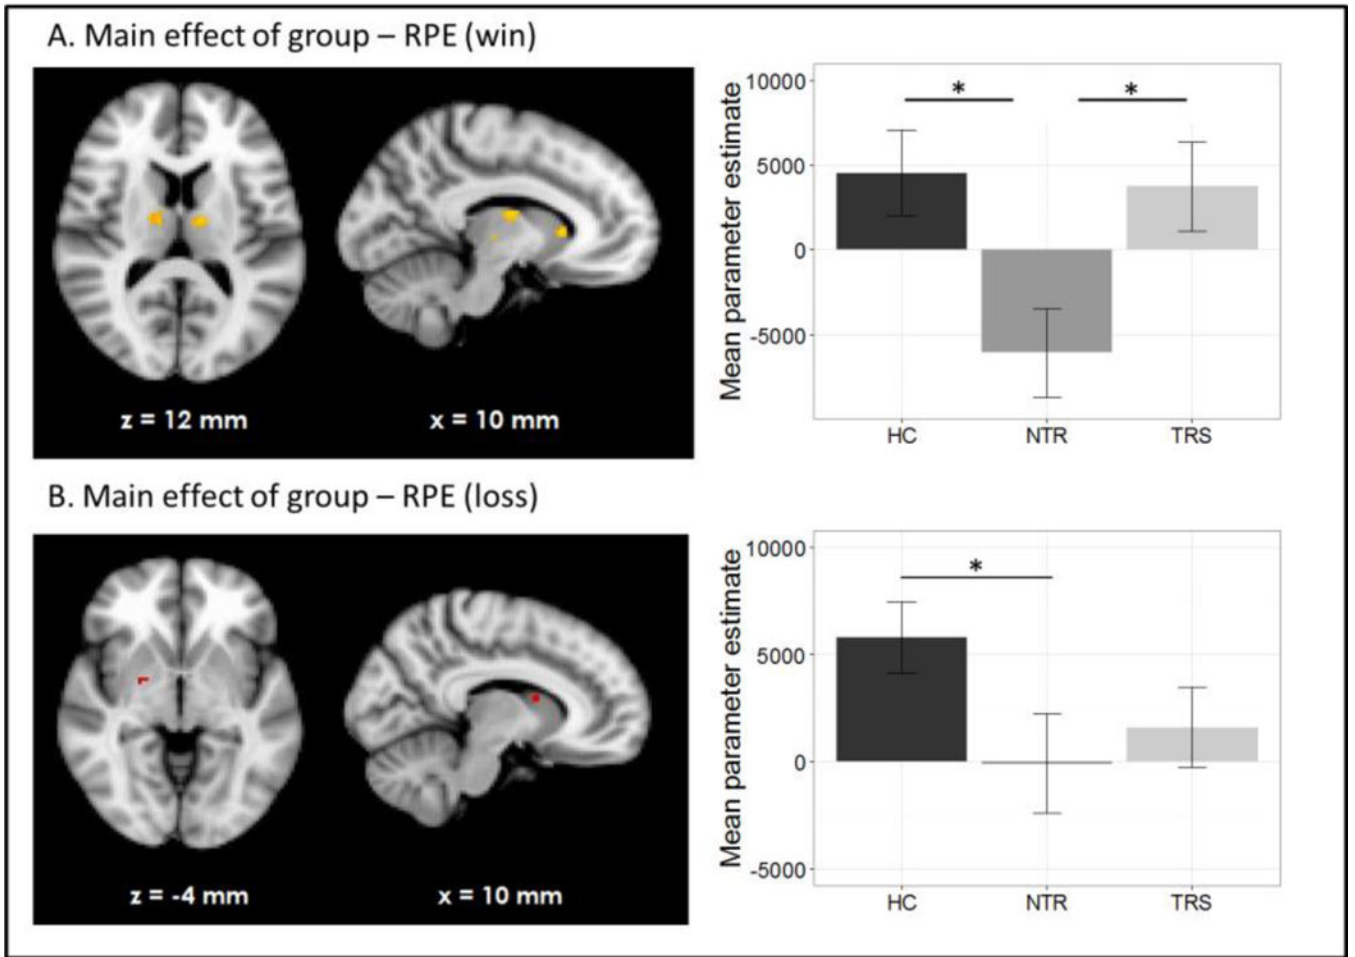 A. Main effect of group – RPE (win)
z = 12 mm
x = 10 mm
Mean parameter estimate
10000
5000
0
-5000
*
*
HC
NTR
TRS
B. Main effect of group – RPE (loss)
z = -4 mm
x = 10 mm
Mean parameter estimate
10000
5000
0
-5000
*
HC
NTR
TRS